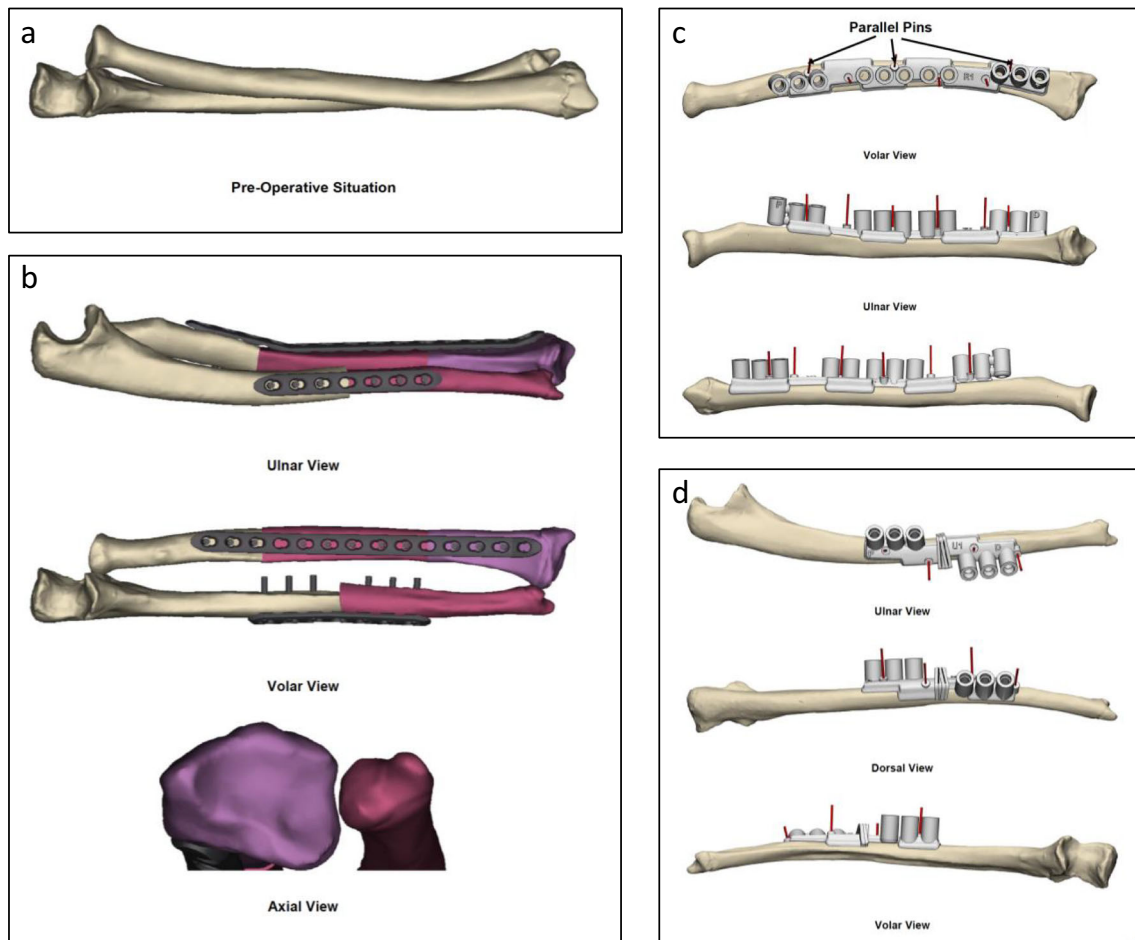 a
Pre-Operative Situation
b
Ulnar View
Volar View
Axial View
c
Parallel Pins
R1
Volar View
P
D
Ulnar View
d
U1
Ulnar View
Dorsal View
Volar View